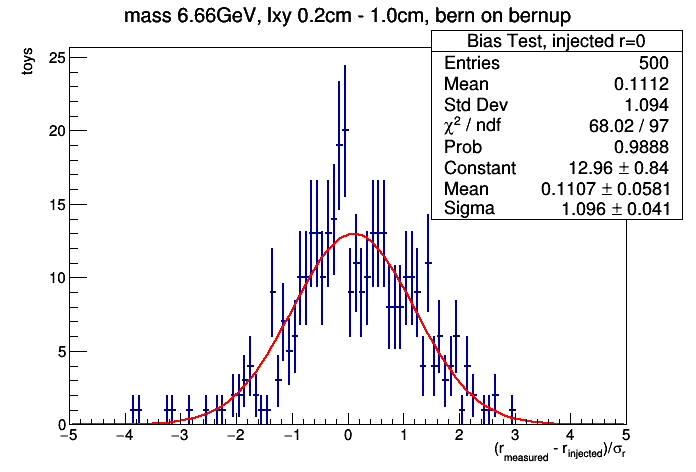 mass 6.66GeV, lxy 0.2cm - 1.0cm, bern on bernup
Bias Test, injected r=0
Entries 500
Mean 0.1112
Std Dev 1.094
χ² / ndf 68.02 / 97
Prob 0.9888
Constant 12.96 ± 0.84
Mean 0.1107 ± 0.0581
Sigma 1.096 ± 0.041
toys
25
20
15
10
5
0
−5 −4 −3 −2 −1 0 1 2 3 4 5
(r_measured - r_injected)/σ_r